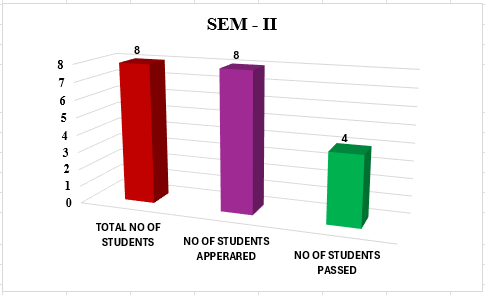 SEM - II
8
8
4
8
7
6
5
4
3
2
1
0
TOTAL NO OF
STUDENTS
NO OF STUDENTS
APPERARED
NO OF STUDENTS
PASSED